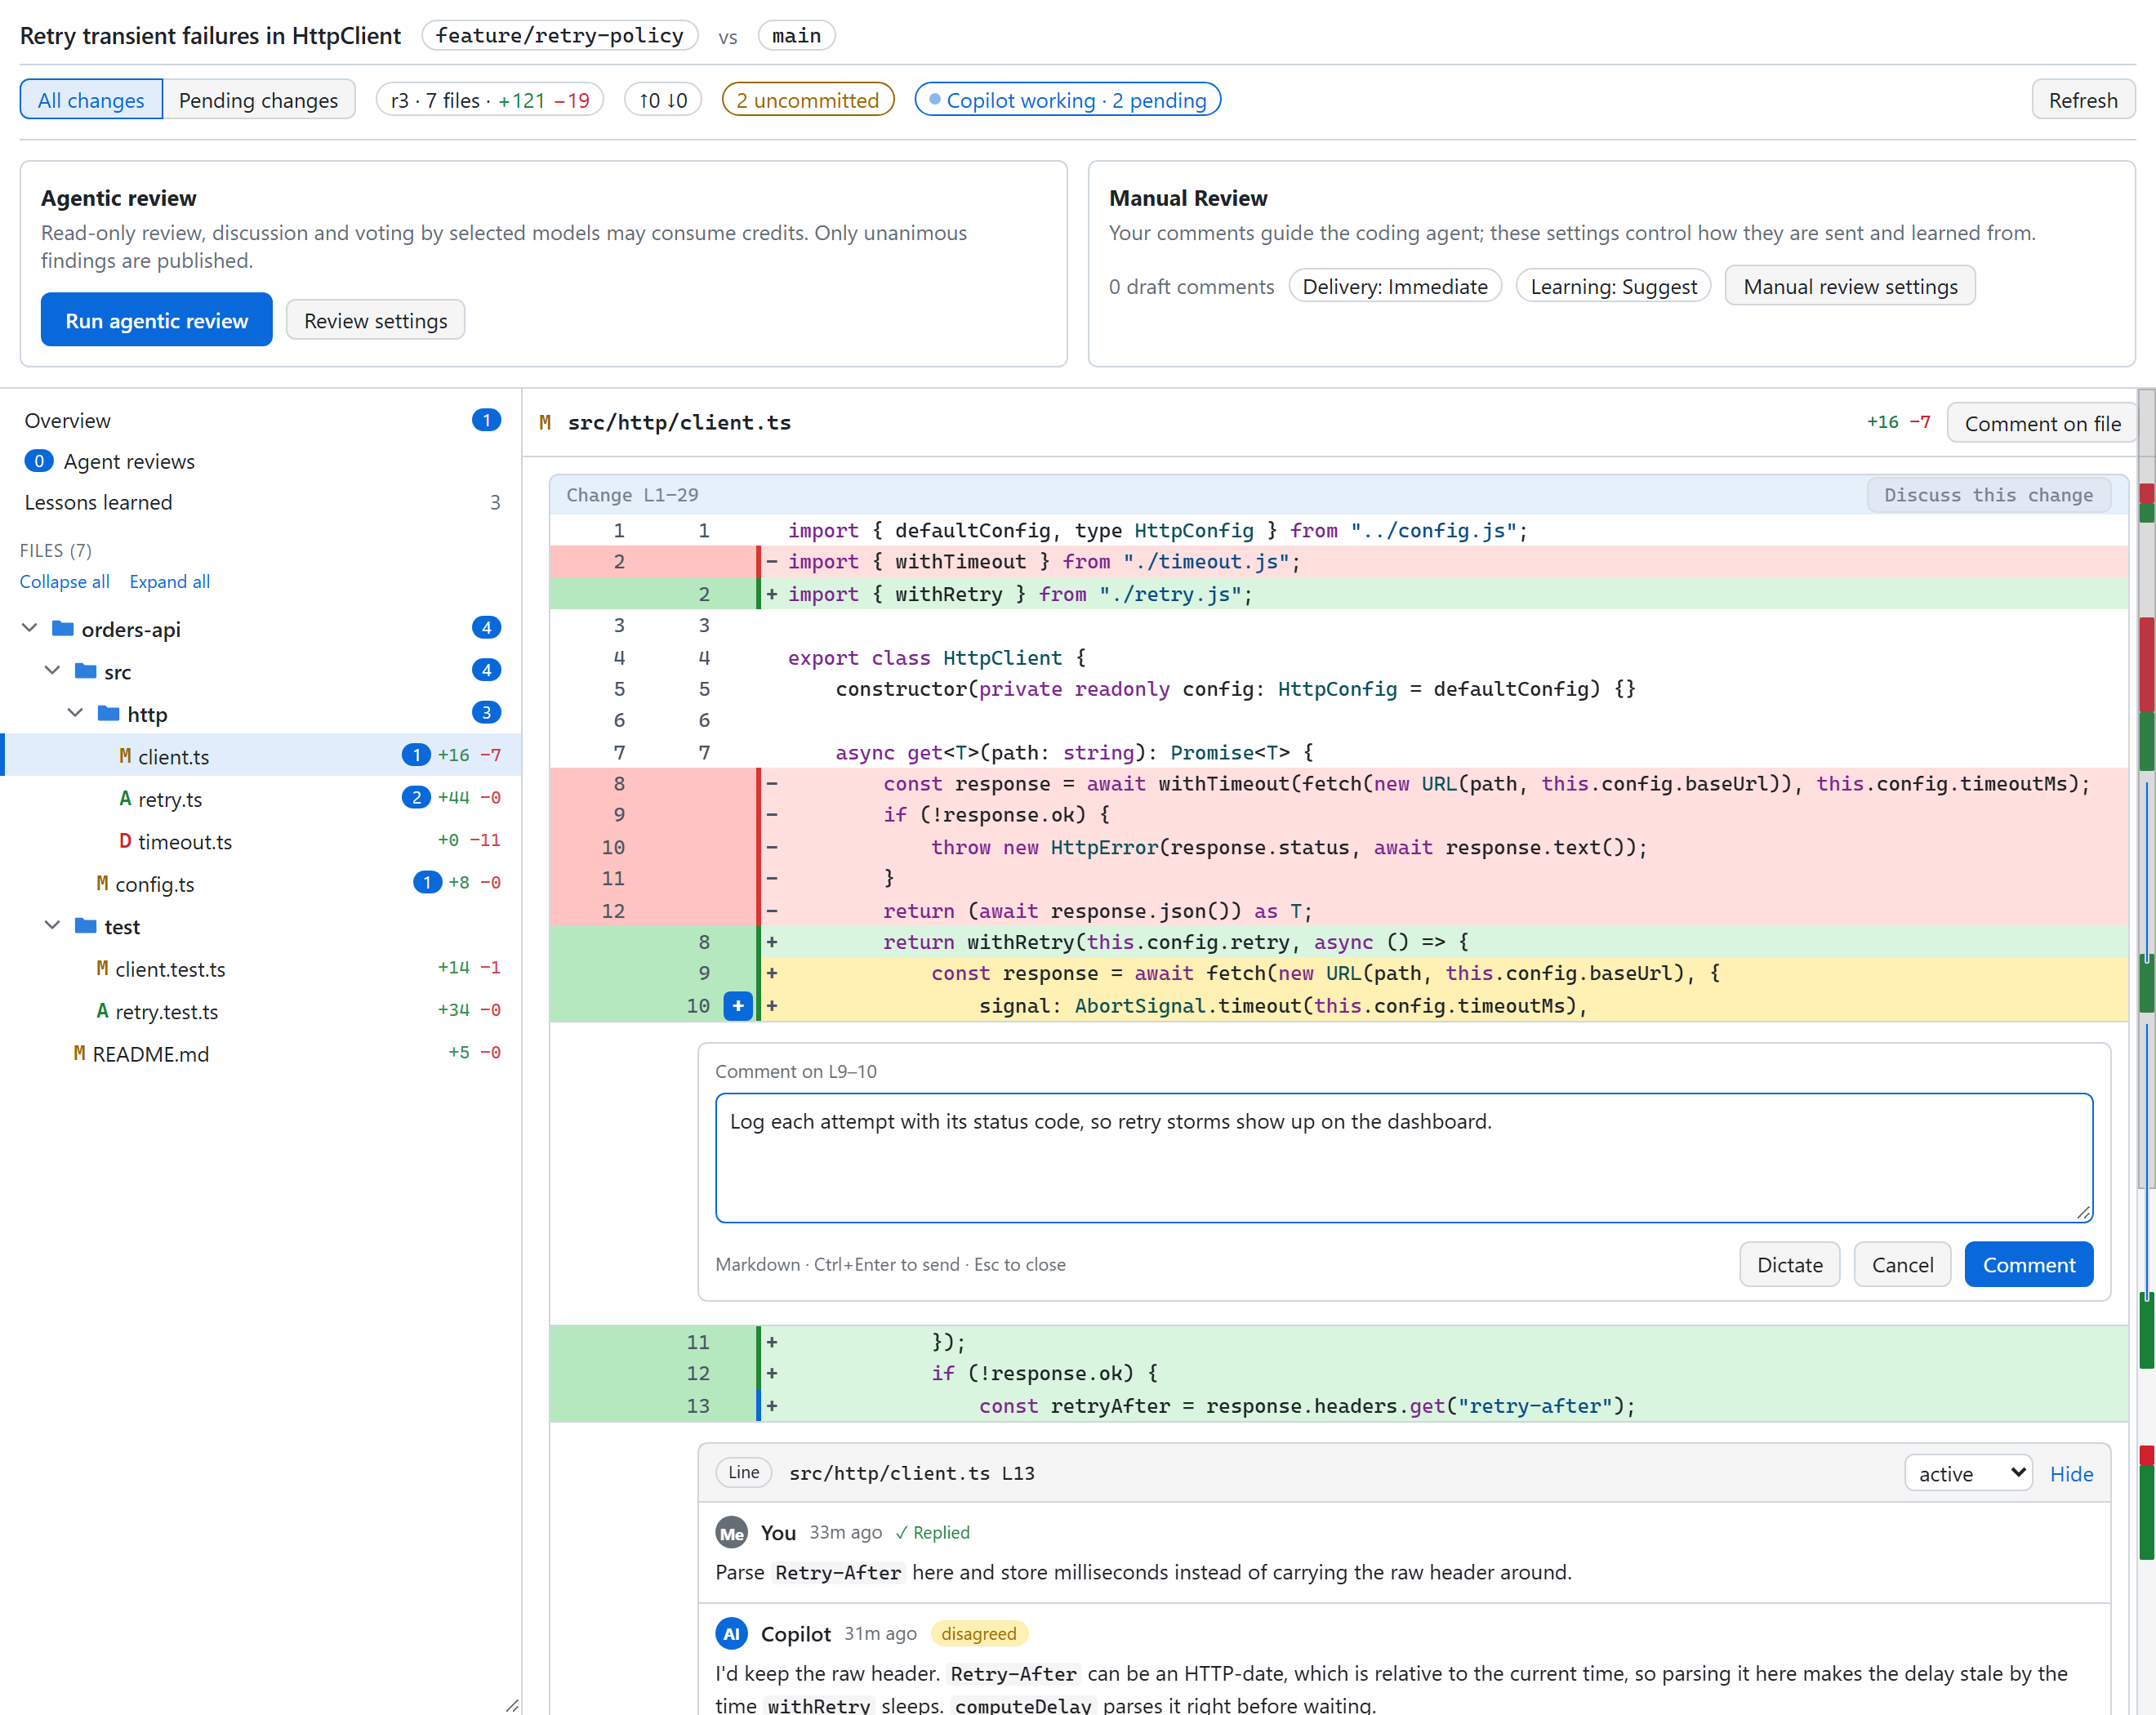 Retry transient failures in HttpClient feature/retry-policy vs main
All changes Pending changes r3 · 7 files · +121 −19 ↑0 ↓0 2 uncommitted Copilot working · 2 pending Refresh
Agentic review
Read-only review, discussion and voting by selected models may consume credits. Only unanimous
findings are published.
Run agentic review Review settings
Manual Review
Your comments guide the coding agent; these settings control how they are sent and learned from.
0 draft comments Delivery: Immediate Learning: Suggest Manual review settings
Overview 1
0 Agent reviews
Lessons learned 3
FILES (7)
Collapse all Expand all
orders-api 4
src 4
http 3
M client.ts 1 +16 −7
A retry.ts 2 +44 −0
D timeout.ts +0 −11
M config.ts 1 +8 −0
test
M client.test.ts +14 −1
A retry.test.ts +34 −0
M README.md +5 −0
M src/http/client.ts +16 −7 Comment on file
Change L1–29 Discuss this change
1 1 import { defaultConfig, type HttpConfig } from "../config.js";
2 − import { withTimeout } from "./timeout.js";
2 + import { withRetry } from "./retry.js";
3 3
4 4 export class HttpClient {
5 5 constructor(private readonly config: HttpConfig = defaultConfig) {}
6 6
7 7 async get<T>(path: string): Promise<T> {
8 − const response = await withTimeout(fetch(new URL(path, this.config.baseUrl)), this.config.timeoutMs);
9 − if (!response.ok) {
10 − throw new HttpError(response.status, await response.text());
11 − }
12 − return (await response.json()) as T;
8 + return withRetry(this.config.retry, async () => {
9 + const response = await fetch(new URL(path, this.config.baseUrl), {
10 + + signal: AbortSignal.timeout(this.config.timeoutMs),
Comment on L9–10
Log each attempt with its status code, so retry storms show up on the dashboard.
Markdown · Ctrl+Enter to send · Esc to close Dictate Cancel Comment
11 + });
12 + if (!response.ok) {
13 + const retryAfter = response.headers.get("retry-after");
Line src/http/client.ts L13 active Hide
Me You 33m ago ✓ Replied
Parse Retry-After here and store milliseconds instead of carrying the raw header around.
AI Copilot 31m ago disagreed
I'd keep the raw header. Retry-After can be an HTTP-date, which is relative to the current time, so parsing it here makes the delay stale by the
time withRetry sleeps. computeDelay parses it right before waiting.